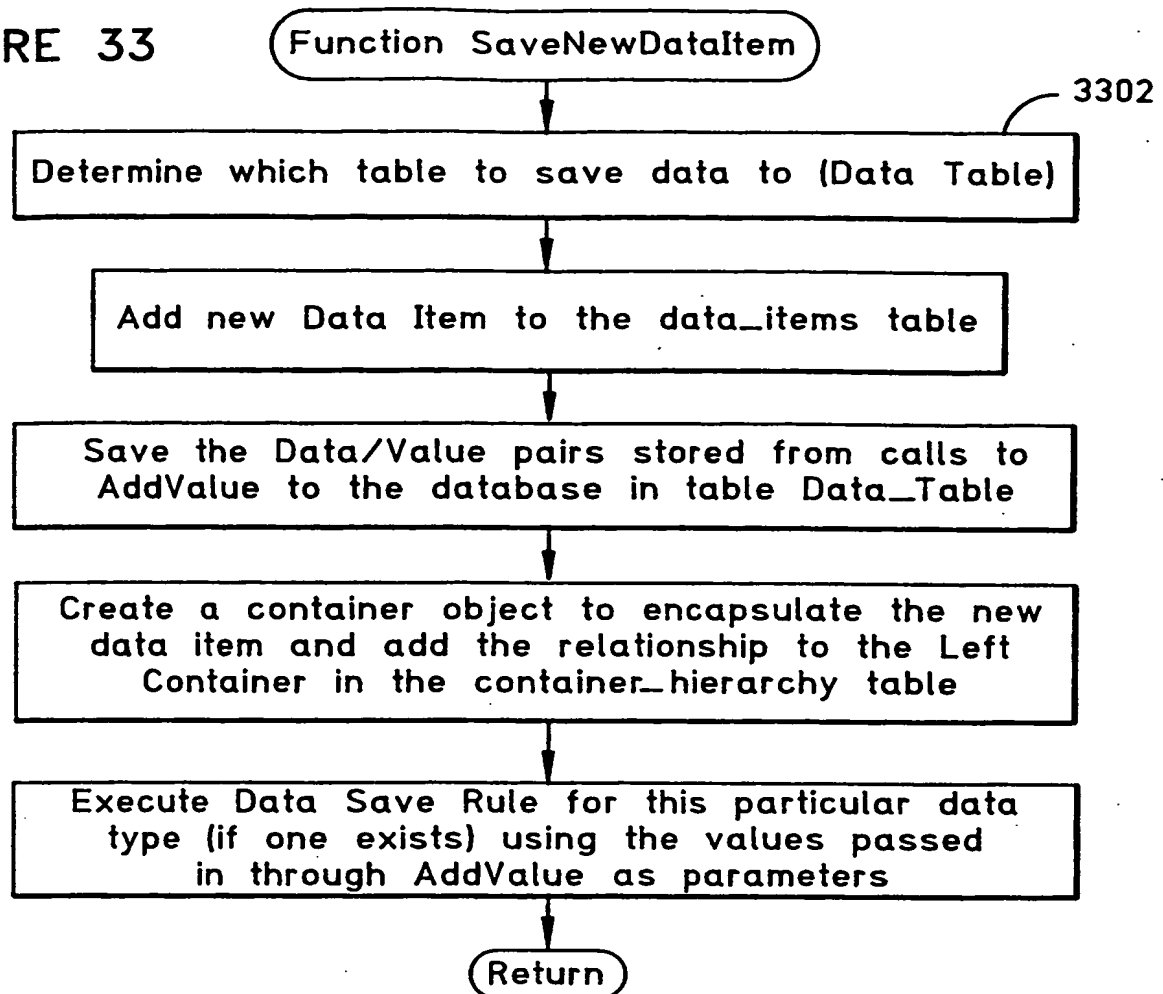 RE 33
Function SaveNewDataItem
3302
Determine which table to save data to (Data Table)
Add new Data Item to the data_items table
Save the Data/Value pairs stored from calls to
AddValue to the database in table Data_Table
Create a container object to encapsulate the new
data item and add the relationship to the Left
Container in the container_hierarchy table
Execute Data Save Rule for this particular data
type (if one exists) using the values passed
in through AddValue as parameters
Return